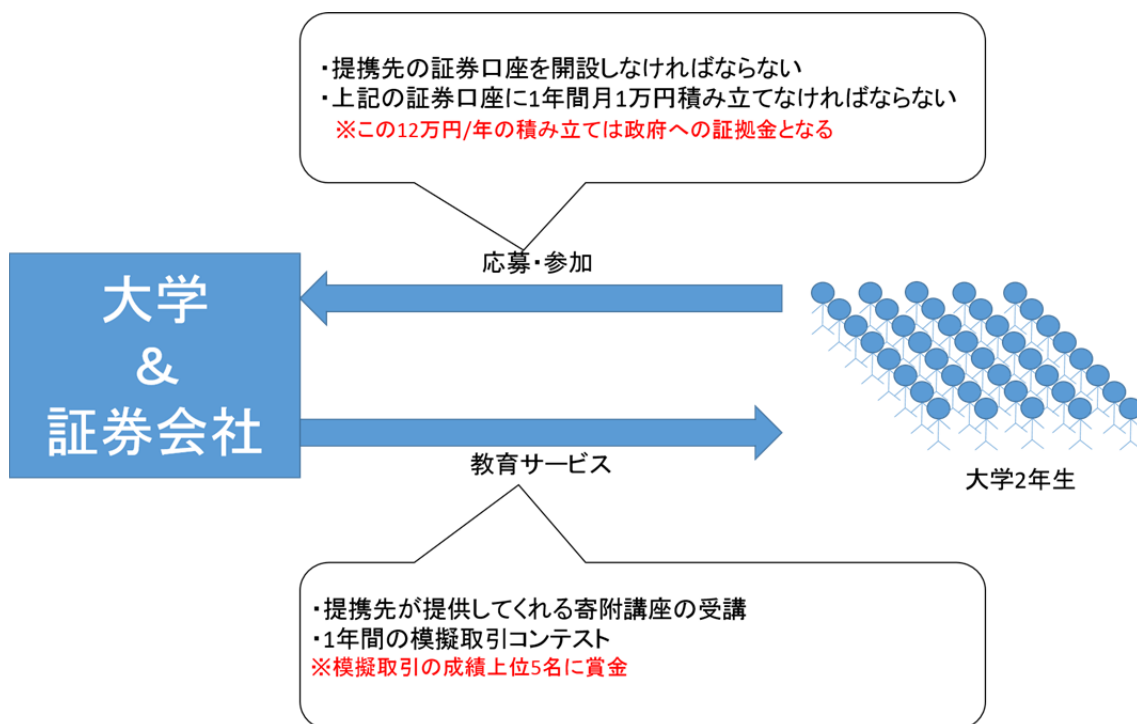 ・提携先の証券口座を開設しなければならない
・上記の証券口座に1年間月1万円積み立てなければならない
※この12万円/年の積み立ては政府への証拠金となる
応募・参加
大学
&
証券会社
教育サービス
大学2年生
・提携先が提供してくれる寄附講座の受講
・1年間の模擬取引コンテスト
※模擬取引の成績上位5名に賞金